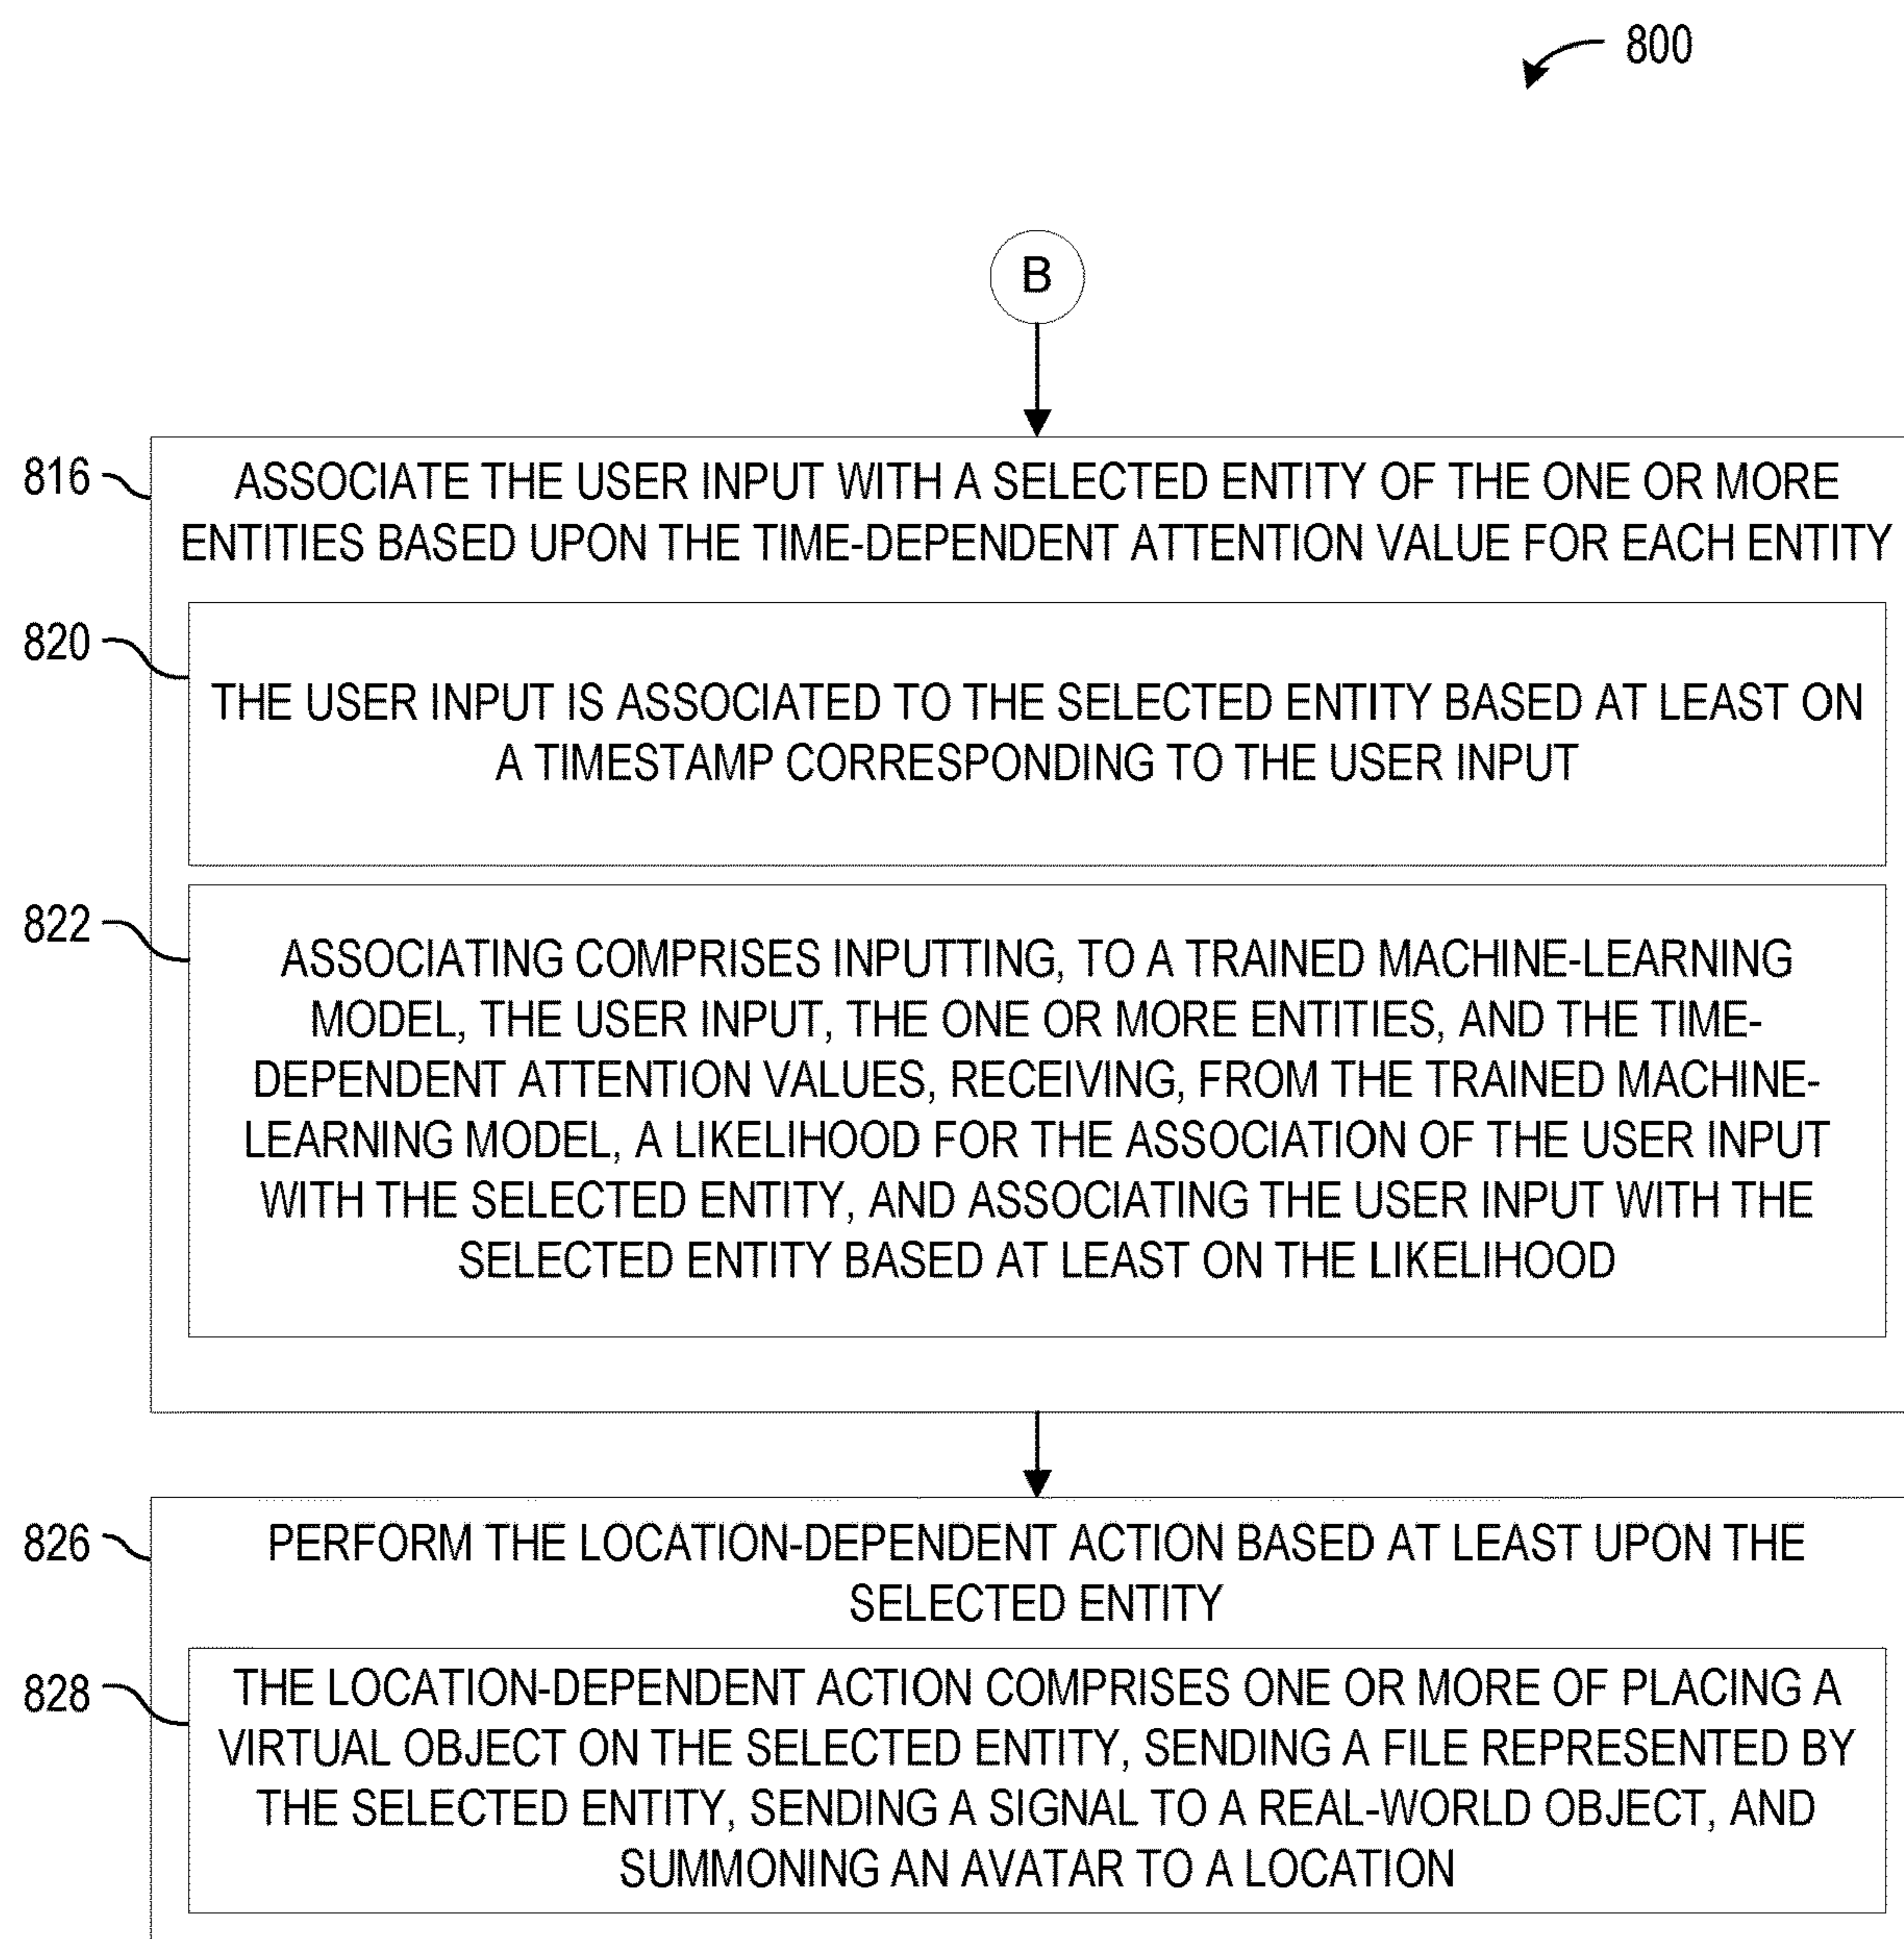 800
B
816
ASSOCIATE THE USER INPUT WITH A SELECTED ENTITY OF THE ONE OR MORE
ENTITIES BASED UPON THE TIME-DEPENDENT ATTENTION VALUE FOR EACH ENTITY
820
THE USER INPUT IS ASSOCIATED TO THE SELECTED ENTITY BASED AT LEAST ON
A TIMESTAMP CORRESPONDING TO THE USER INPUT
822
ASSOCIATING COMPRISES INPUTTING, TO A TRAINED MACHINE-LEARNING
MODEL, THE USER INPUT, THE ONE OR MORE ENTITIES, AND THE TIME-
DEPENDENT ATTENTION VALUES, RECEIVING, FROM THE TRAINED MACHINE-
LEARNING MODEL, A LIKELIHOOD FOR THE ASSOCIATION OF THE USER INPUT
WITH THE SELECTED ENTITY, AND ASSOCIATING THE USER INPUT WITH THE
SELECTED ENTITY BASED AT LEAST ON THE LIKELIHOOD
826
PERFORM THE LOCATION-DEPENDENT ACTION BASED AT LEAST UPON THE
SELECTED ENTITY
828
THE LOCATION-DEPENDENT ACTION COMPRISES ONE OR MORE OF PLACING A
VIRTUAL OBJECT ON THE SELECTED ENTITY, SENDING A FILE REPRESENTED BY
THE SELECTED ENTITY, SENDING A SIGNAL TO A REAL-WORLD OBJECT, AND
SUMMONING AN AVATAR TO A LOCATION